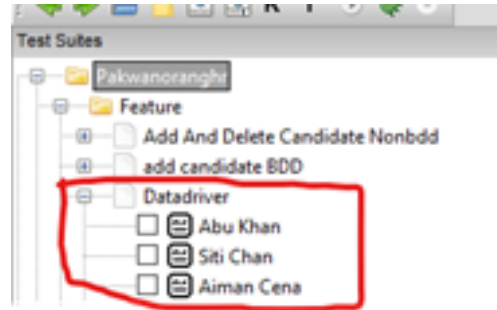 Test Suites
Pakwanoranghr
Feature
Add And Delete Candidate Nonbdd
add candidate BDD
Datadriver
Abu Khan
Siti Chan
Aiman Cena